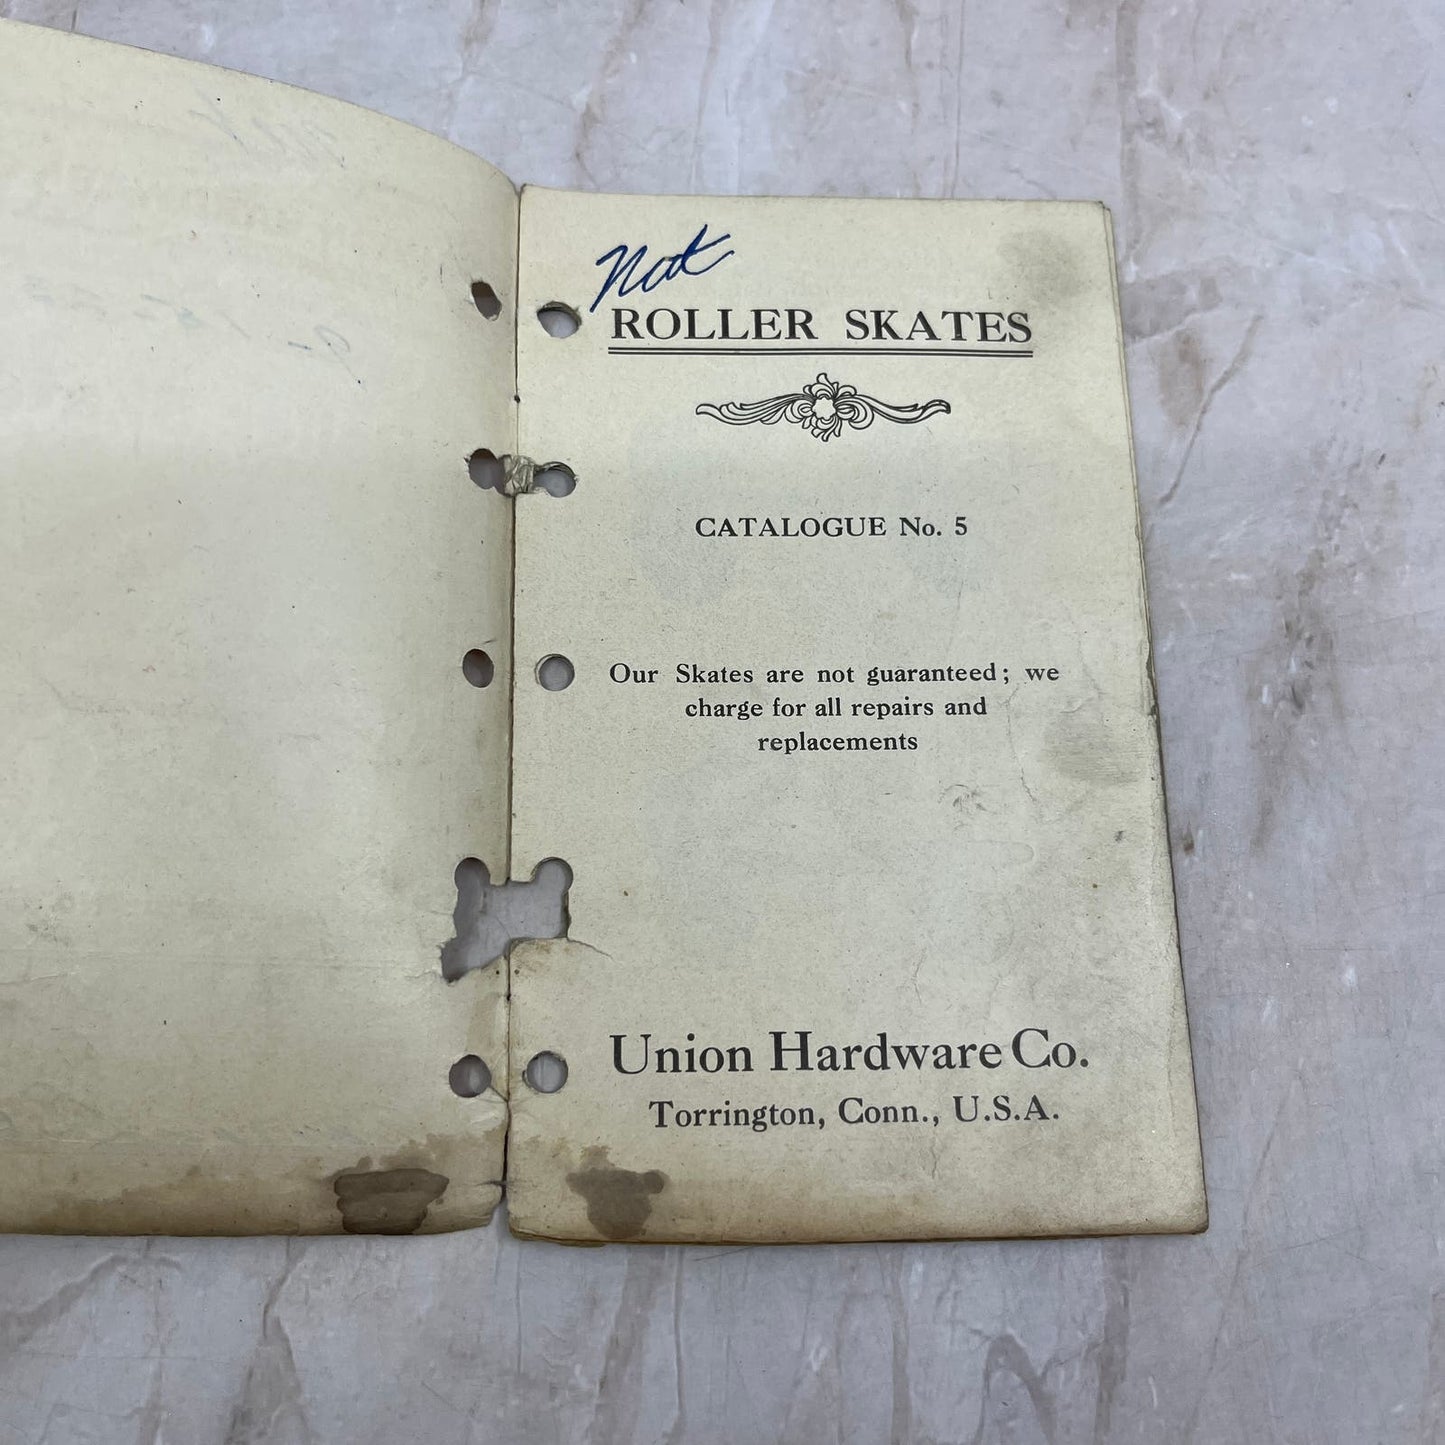 ROLLER SKATES
CATALOGUE No. 5
Our Skates are not guaranteed; we
charge for all repairs and
replacements
Union Hardware Co.
Torrington, Conn., U.S.A.